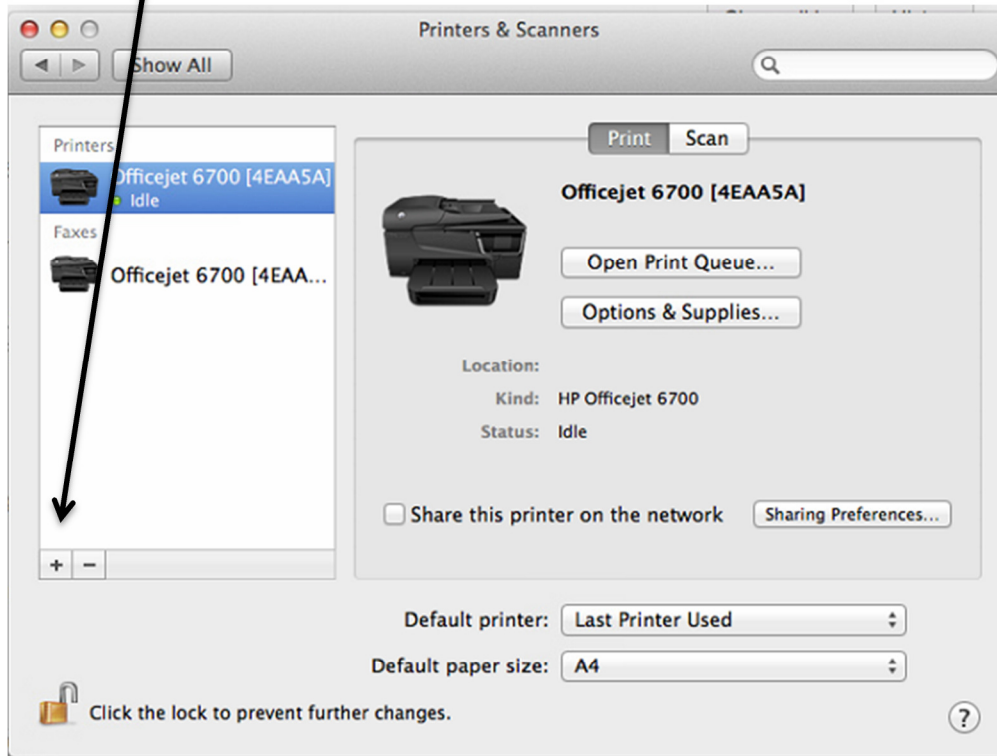 Printers & Scanners
Show All
Printers
Officejet 6700 [4EAA5A]
Idle
Faxes
Officejet 6700 [4EAA...
+ −
Print Scan
Officejet 6700 [4EAA5A]
Open Print Queue...
Options & Supplies...
Location:
Kind: HP Officejet 6700
Status: Idle
Share this printer on the network Sharing Preferences...
Default printer: Last Printer Used
Default paper size: A4
Click the lock to prevent further changes.
?